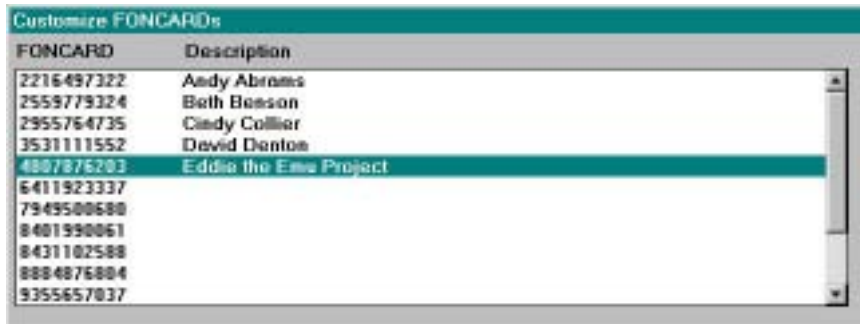 Customize FONCARDs
FONCARD Description
2216497322 Andy Abrams
2559779324 Beth Benson
2955764735 Cindy Collier
3531111552 David Denton
4807876203 Eddie the Emu Project
6411923337
7949500680
8401990061
8431102588
8884876804
9355657037